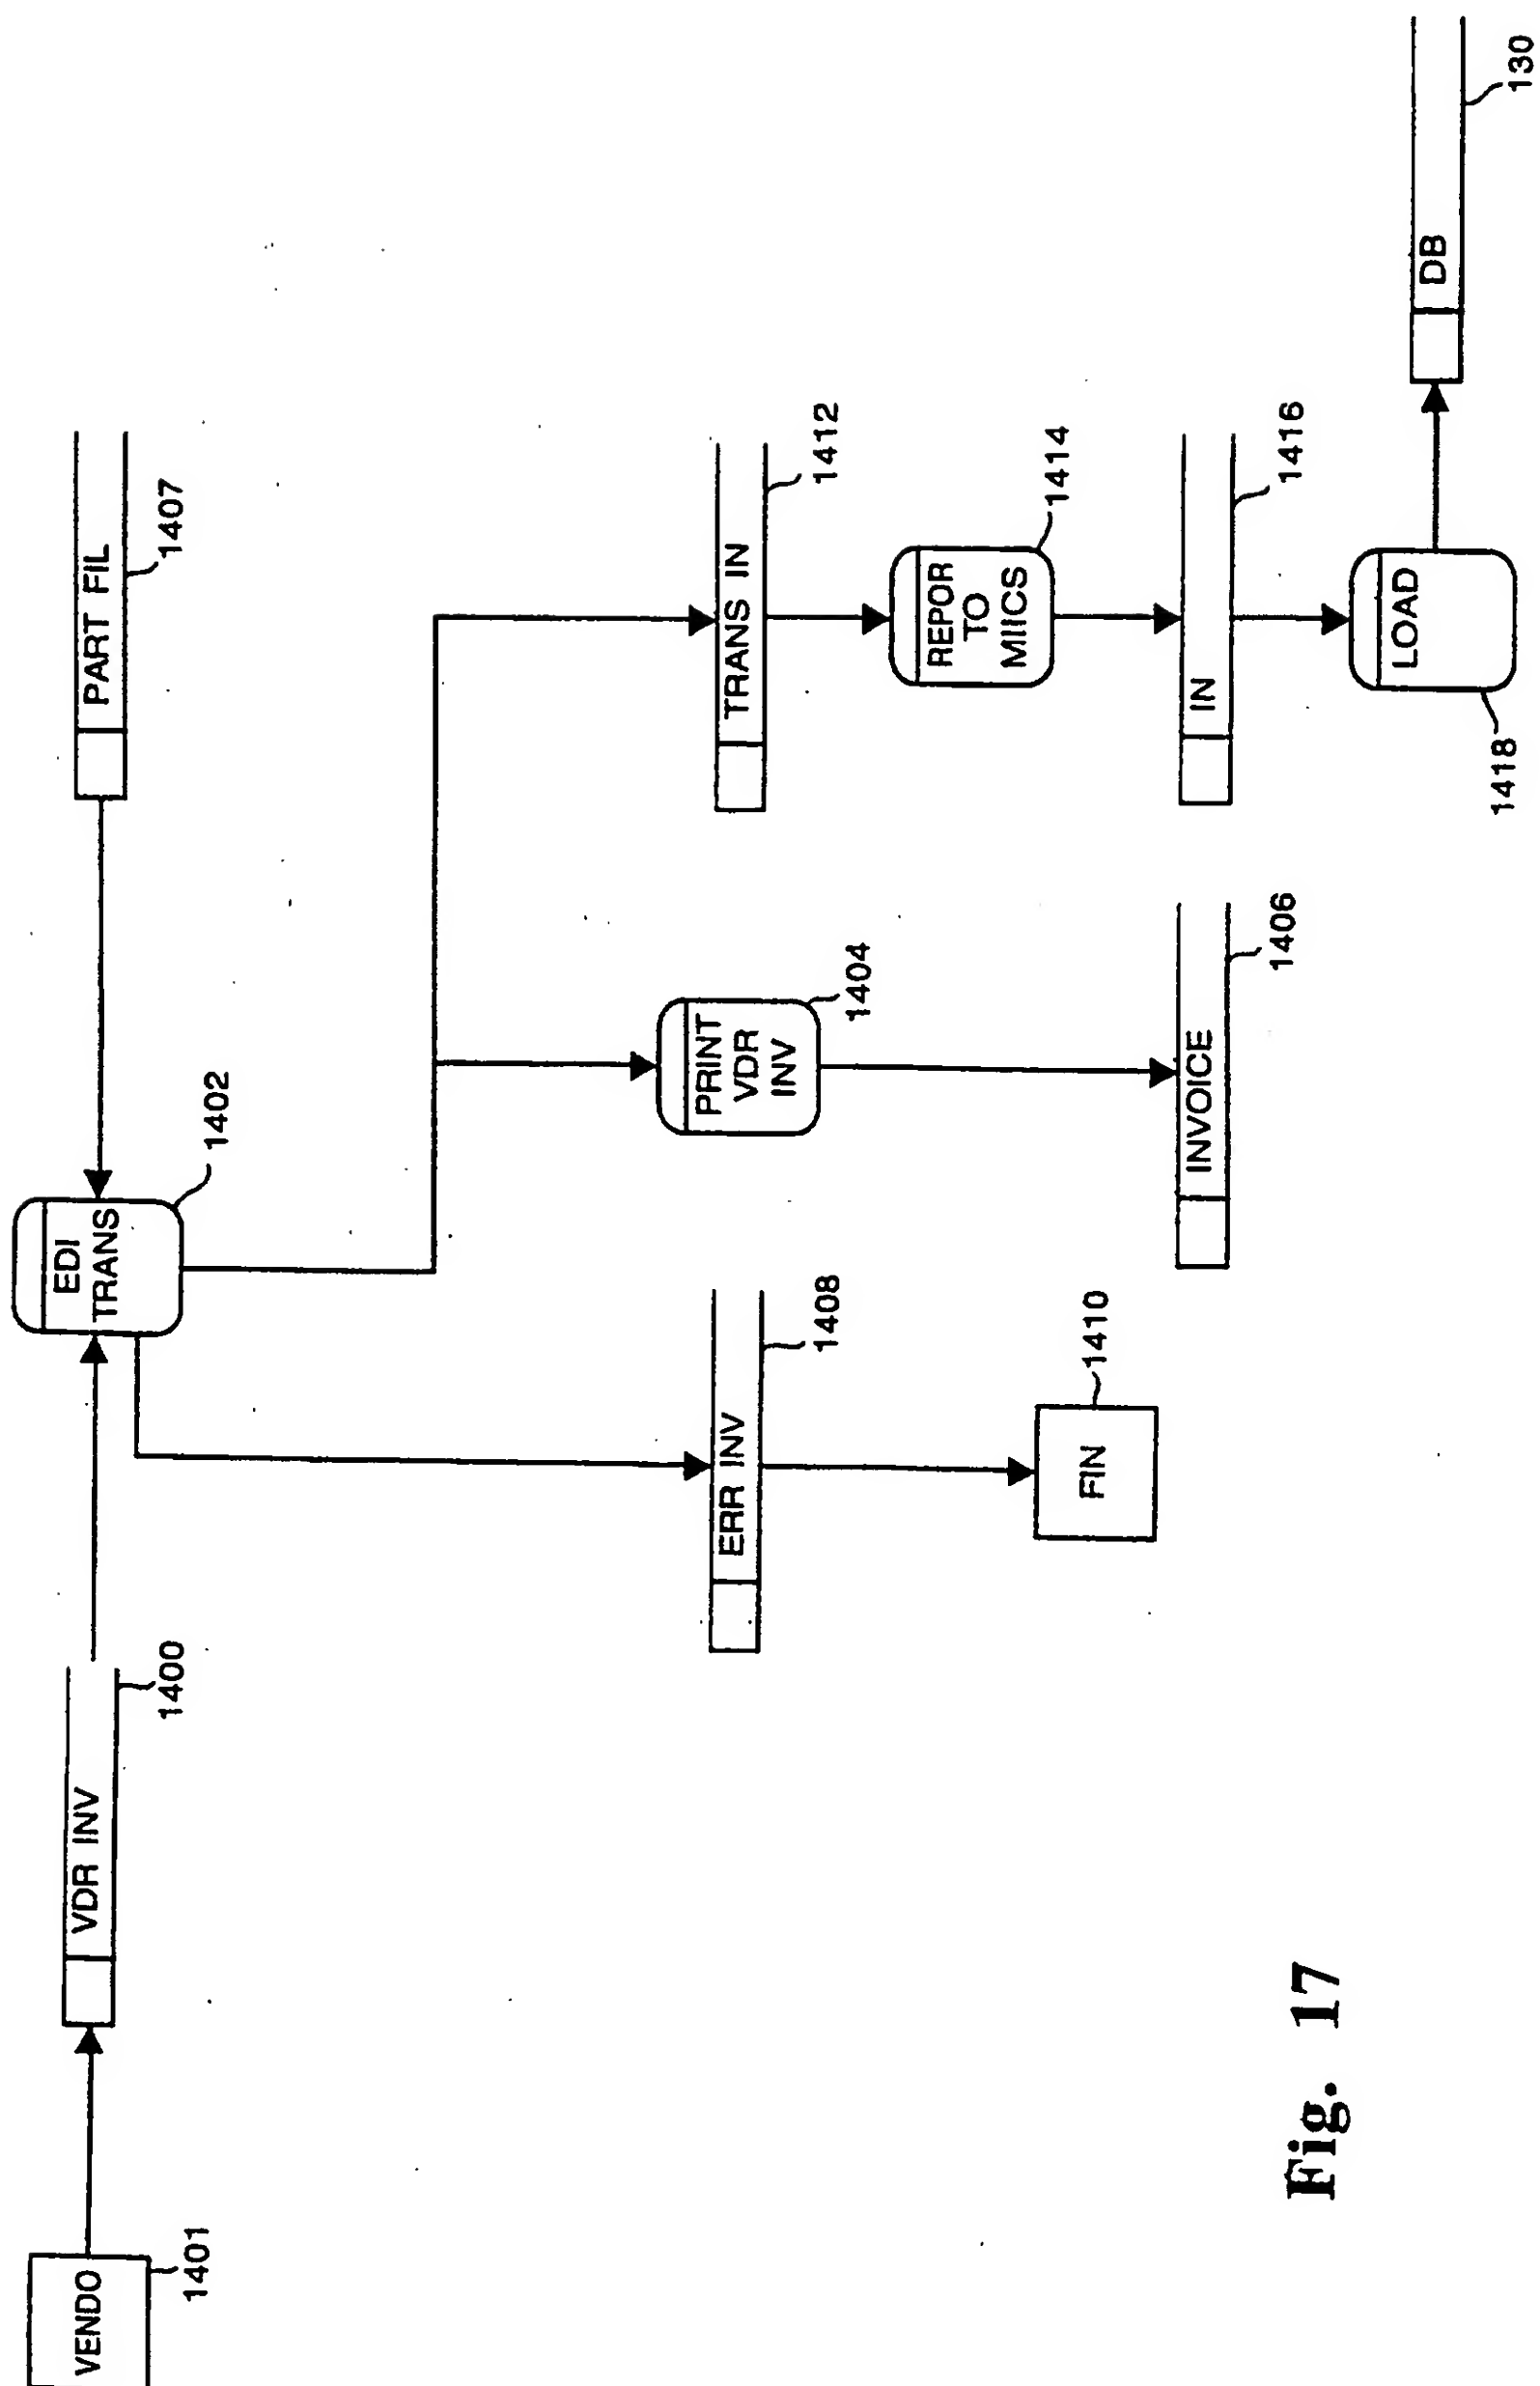 VENDO
1401
VDR INV
1400
EDI
TRANS
1402
PART FIL
1407
ERR INV
1408
FIN
1410
PRINT
VDR
INV
1404
INVOICE
1406
TRANS IN
1412
REPOR
TO
MIICS
1414
IN
1416
LOAD
1418
DB
130
Fig. 17